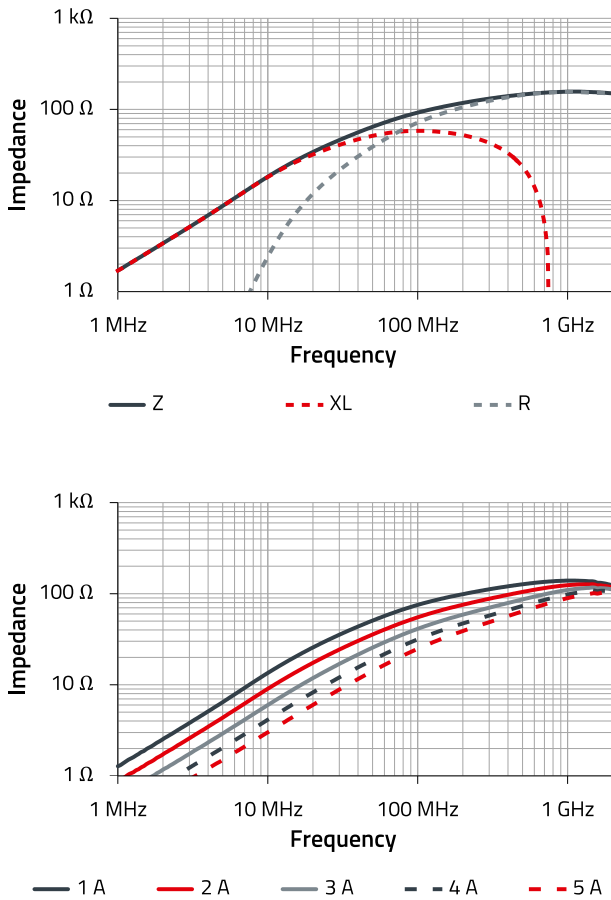 1 kΩ
100 Ω
10 Ω
1 Ω
Impedance
1 MHz 10 MHz 100 MHz 1 GHz
Frequency
Z XL R
1 kΩ
100 Ω
10 Ω
1 Ω
Impedance
1 MHz 10 MHz 100 MHz 1 GHz
Frequency
1 A 2 A 3 A 4 A 5 A